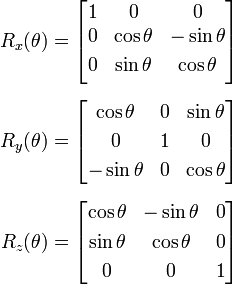 1 0 0
R_x(θ) = 0 cos θ − sin θ
0 sin θ cos θ
cos θ 0 sin θ
R_y(θ) = 0 1 0
− sin θ 0 cos θ
cos θ − sin θ 0
R_z(θ) = sin θ cos θ 0
0 0 1